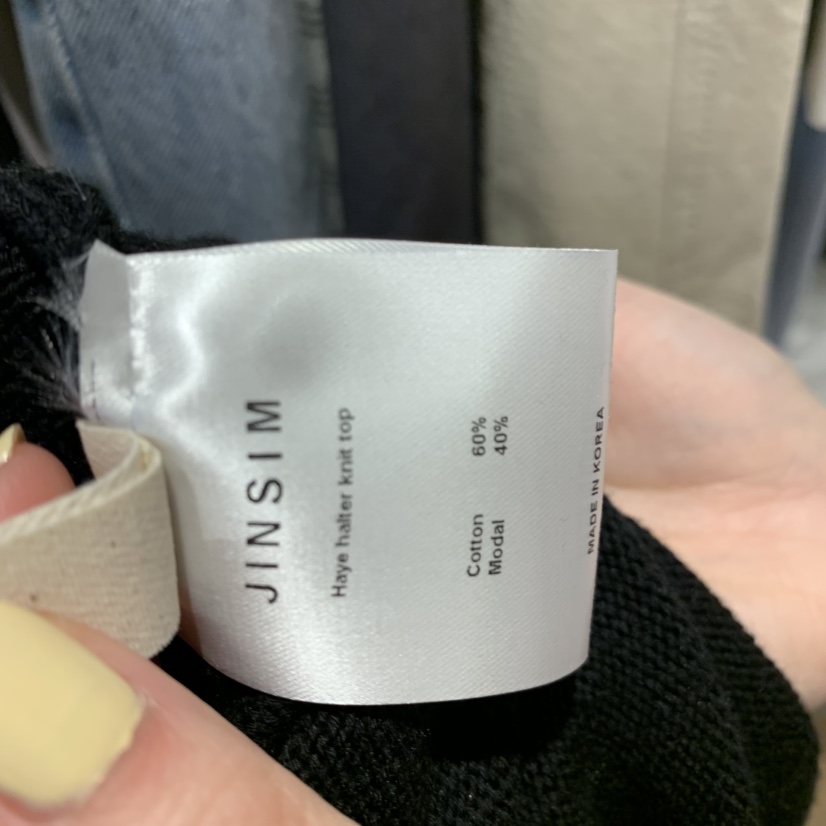 JINSIM
Haye halter knit top
Cotton 60%
Modal 40%
MADE IN KOREA